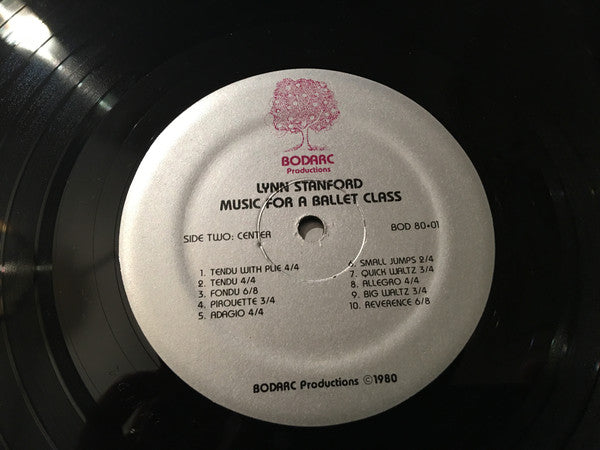 BODARC
Productions
LYNN STANFORD
MUSIC FOR A BALLET CLASS
SIDE TWO: CENTER
BOD 80•01
1. TENDU WITH PLIE 4/4
2. TENDU 4/4
3. FONDU 6/8
4. PIROUETTE 3/4
5. ADAGIO 4/4
6. SMALL JUMPS 2/4
7. QUICK WALTZ 3/4
8. ALLEGRO 4/4
9. BIG WALTZ 3/4
10. REVERENCE 6/8
BODARC Productions ©1980